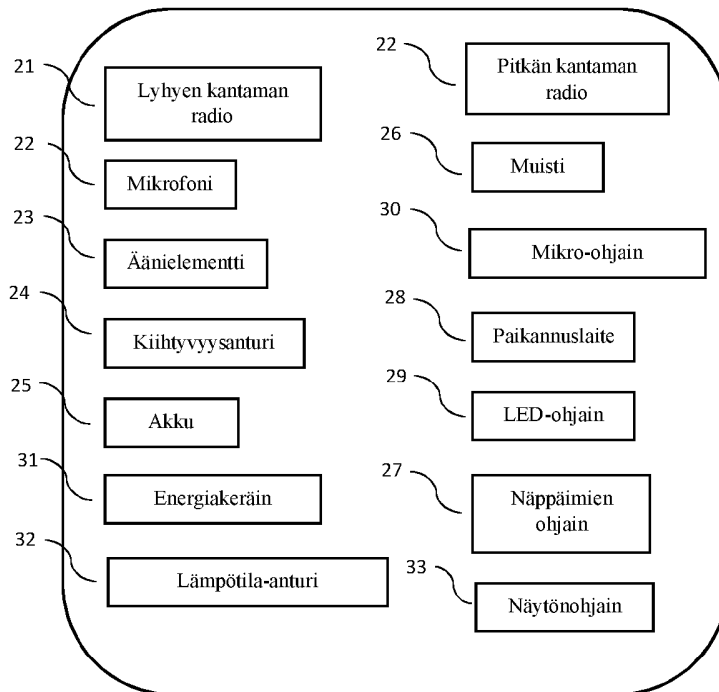 21
Lyhyen kantaman
radio
22
Mikrofoni
23
Äänielementti
24
Kiihtyvyysanturi
25
Akku
31
Energiakeräin
32
Lämpötila-anturi
22
Pitkän kantaman
radio
26
Muisti
30
Mikro-ohjain
28
Paikannuslaite
29
LED-ohjain
27
Näppäimien
ohjain
33
Näytönohjain